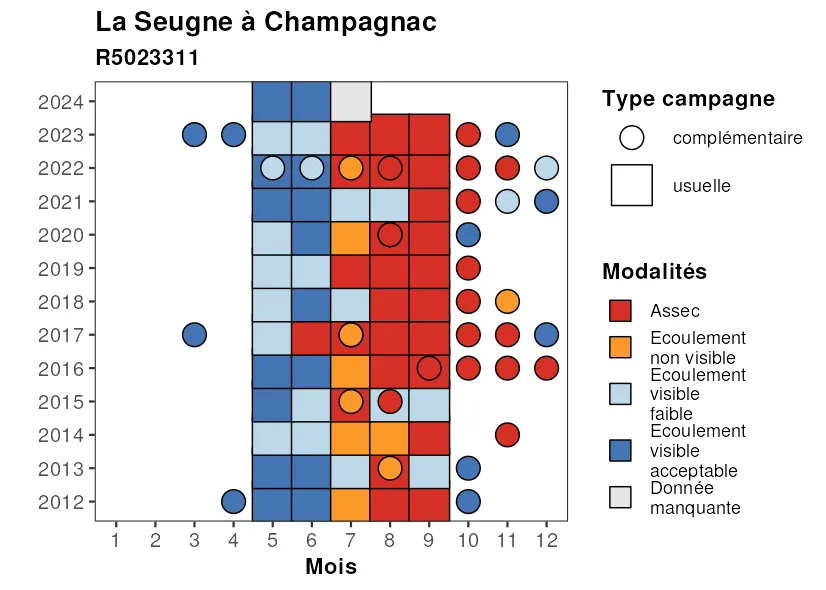 La Seugne à Champagnac
R5023311
2024
2023
2022
2021
2020
2019
2018
2017
2016
2015
2014
2013
2012
1 2 3 4 5 6 7 8 9 10 11 12
Mois
Type campagne
complémentaire
usuelle
Modalités
Assec
Ecoulement
non visible
Ecoulement
visible
faible
Ecoulement
visible
acceptable
Donnée
manquante